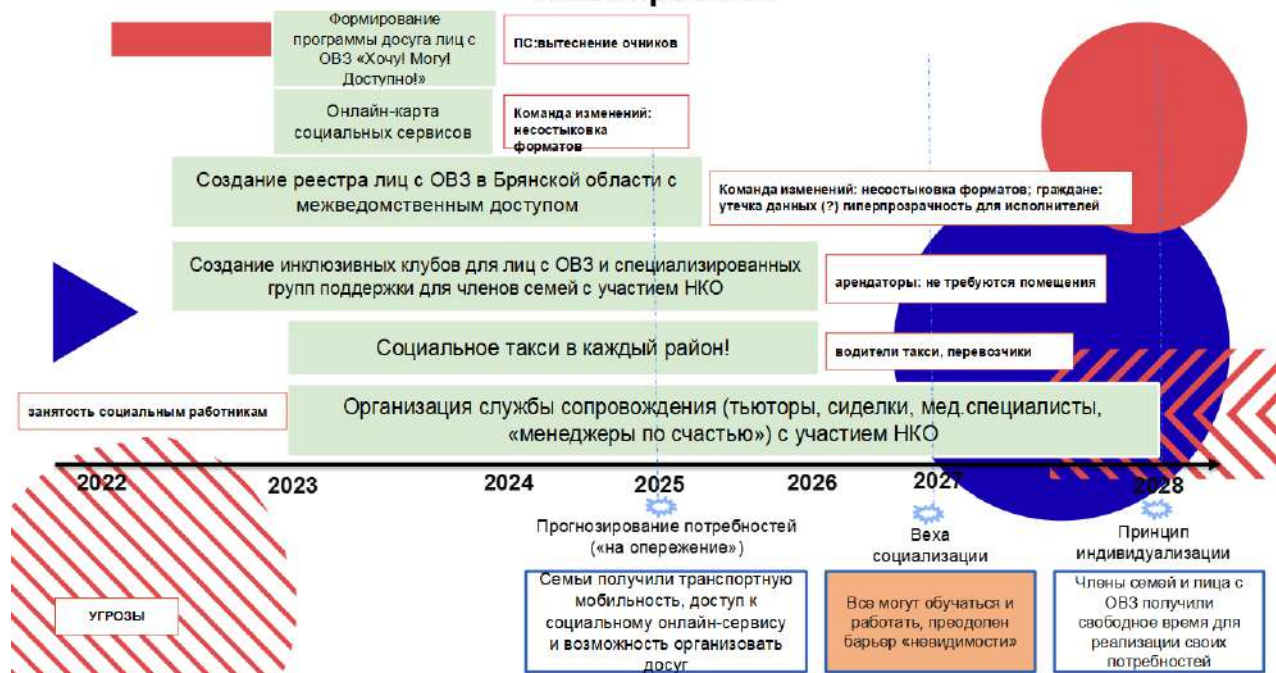 Формирование
программы досуга лиц с
ОВЗ «Хочу! Могу!
Доступно!»
ПС:вытеснение очников
Онлайн-карта
социальных сервисов
Команда изменений:
несостыковка
форматов
Создание реестра лиц с ОВЗ в Брянской области с
межведомственным доступом
Команда изменений: несостыковка форматов; граждане:
утечка данных (?) гиперпрозрачность для исполнителей
Создание инклюзивных клубов для лиц с ОВЗ и специализированных
групп поддержки для членов семей с участием НКО
арендаторы: не требуются помещения
Социальное такси в каждый район!
водители такси, перевозчики
занятость социальным работникам
Организация службы сопровождения (тьюторы, сиделки, мед.специалисты,
«менеджеры по счастью») с участием НКО
2022
2023
2024
2025
2026
2027
2028
Прогнозирование потребностей
(«на опережение»)
Веха
социализации
Принцип
индивидуализации
Семьи получили транспортную
мобильность, доступ к
социальному онлайн-сервису
и возможность организовать
досуг
Все могут обучаться и
работать, преодолен
барьер «невидимости»
Члены семей и лица с
ОВЗ получили
свободное время для
реализации своих
потребностей
УГРОЗЫ